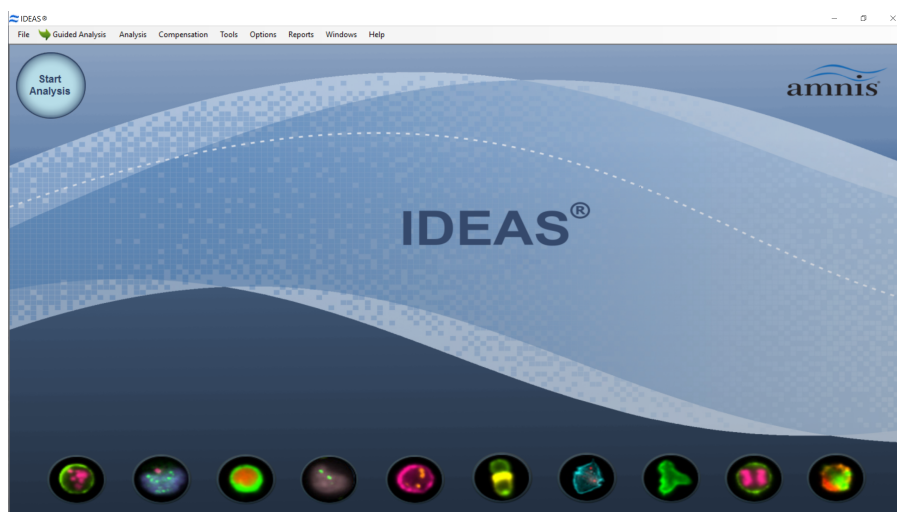 IDEAS®
File Guided Analysis Analysis Compensation Tools Options Reports Windows Help
Start
Analysis
amnis
IDEAS®